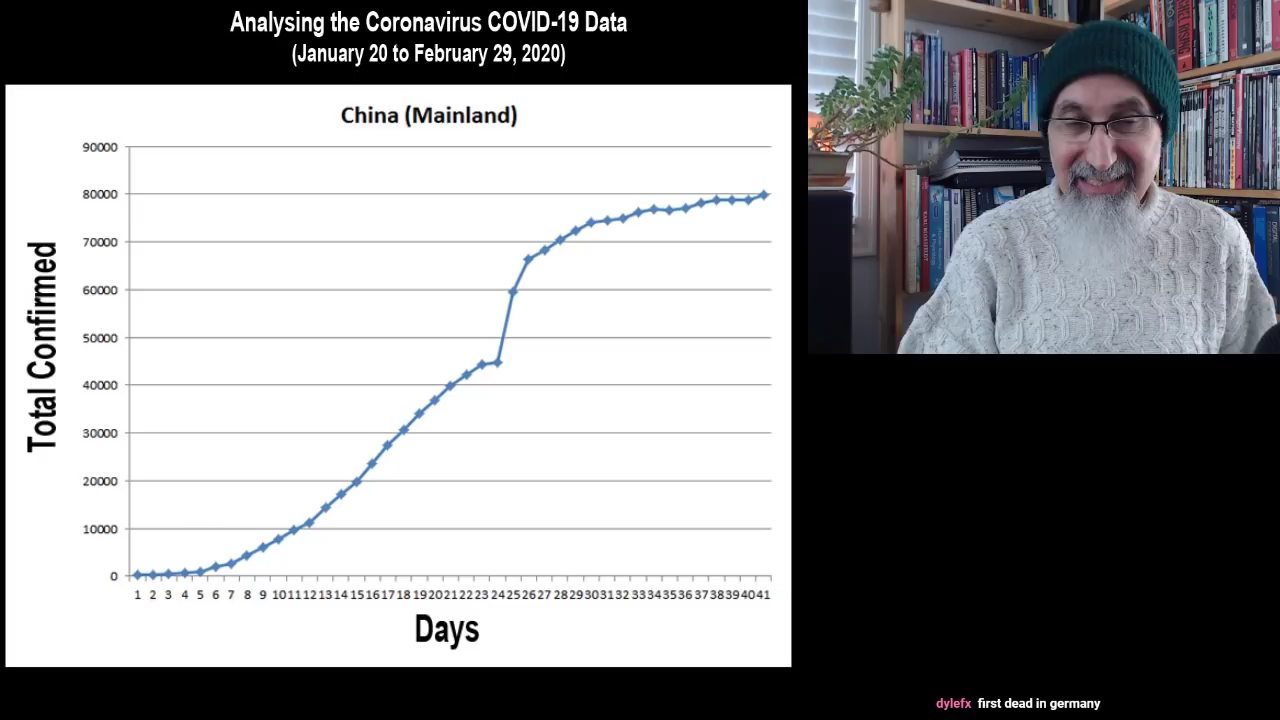 Analysing the Coronavirus COVID-19 Data
(January 20 to February 29, 2020)
China (Mainland)
Total Confirmed
90000
80000
70000
60000
50000
40000
30000
20000
10000
0
1 2 3 4 5 6 7 8 9 10 11 12 13 14 15 16 17 18 19 20 21 22 23 24 25 26 27 28 29 30 31 32 33 34 35 36 37 38 39 40 41
Days
dylefx first dead in germany